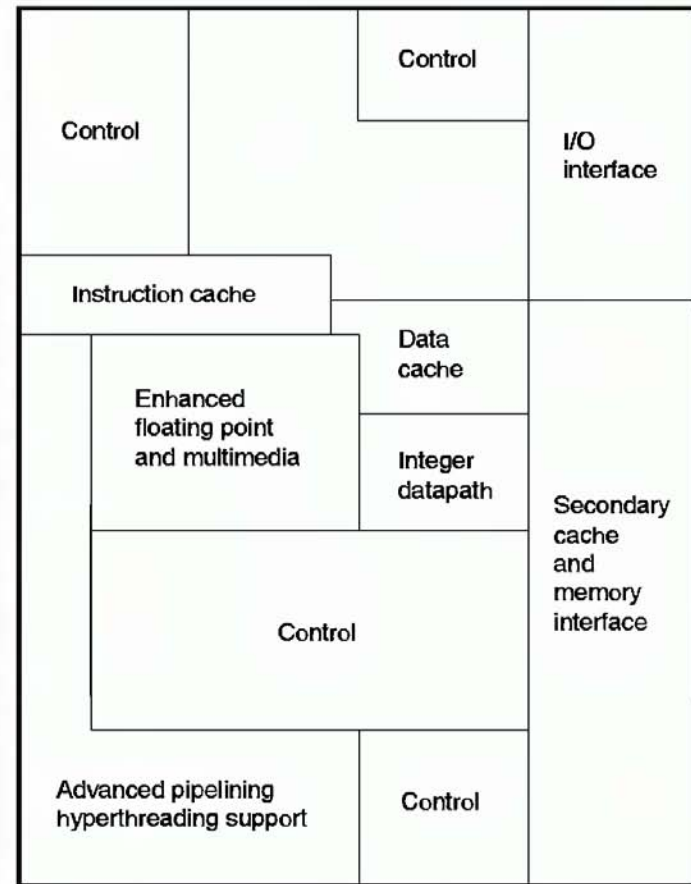 Control
Control
I/O
interface
Instruction cache
Data
cache
Enhanced
floating point
and multimedia
Integer
datapath
Secondary
cache
and
memory
interface
Control
Advanced pipelining
hyperthreading support
Control